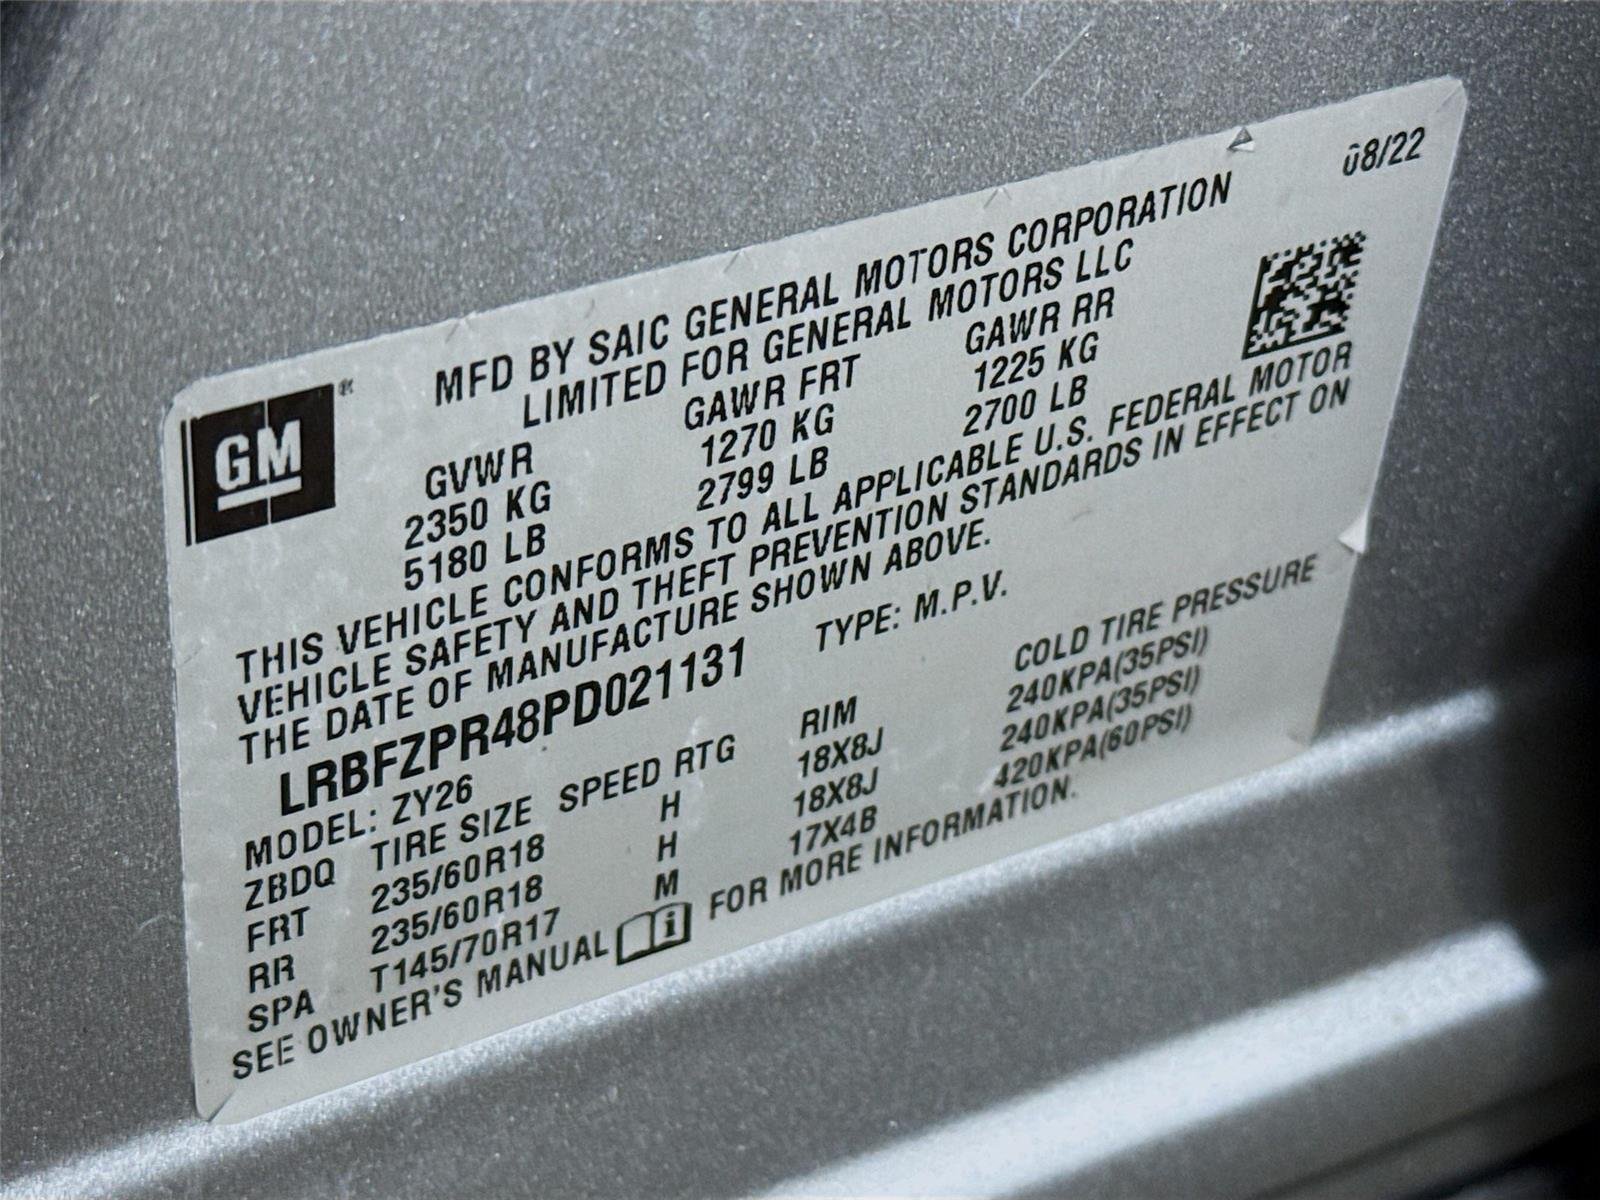 08/22
GM®
MFD BY SAIC GENERAL MOTORS CORPORATION
LIMITED FOR GENERAL MOTORS LLC
GVWR GAWR FRT GAWR RR
2350 KG 1270 KG 1225 KG
5180 LB 2799 LB 2700 LB
THIS VEHICLE CONFORMS TO ALL APPLICABLE U.S. FEDERAL MOTOR
VEHICLE SAFETY AND THEFT PREVENTION STANDARDS IN EFFECT ON
THE DATE OF MANUFACTURE SHOWN ABOVE.
LRBFZPR48PD021131 TYPE: M.P.V.
MODEL: ZY26
ZBDQ TIRE SIZE SPEED RTG RIM COLD TIRE PRESSURE
FRT 235/60R18 H 18X8J 240KPA(35PSI)
RR 235/60R18 H 18X8J 240KPA(35PSI)
SPA T145/70R17 M 17X4B 420KPA(60PSI)
SEE OWNER'S MANUAL i FOR MORE INFORMATION.